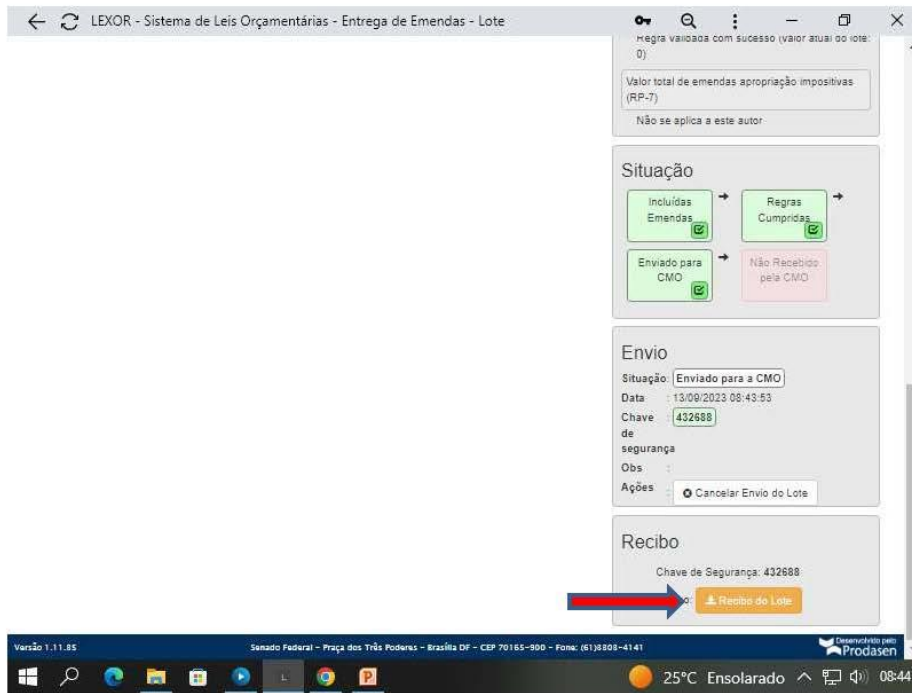 LEXOR - Sistema de Leis Orçamentárias - Entrega de Emendas - Lote
Regra validada com sucesso (valor atual do lote:
0)
Valor total de emendas apropriação impositivas
(RP-7)
Não se aplica a este autor
Situação
Incluídas
Emendas
Regras
Cumpridas
Enviado para
CMO
Não Recebido
pela CMO
Envio
Situação: Enviado para a CMO
Data : 13/09/2023 08:43:53
Chave : 432688
de
segurança
Obs :
Ações : Cancelar Envio do Lote
Recibo
Chave de Segurança: 432688
o: Recibo do Lote
Versão 1.11.85
Senado Federal - Praça dos Três Poderes - Brasília DF - CEP 70165-900 - Fone: (61)3303-4141
Desenvolvido pelo
Prodasen
25°C Ensolarado
08:44